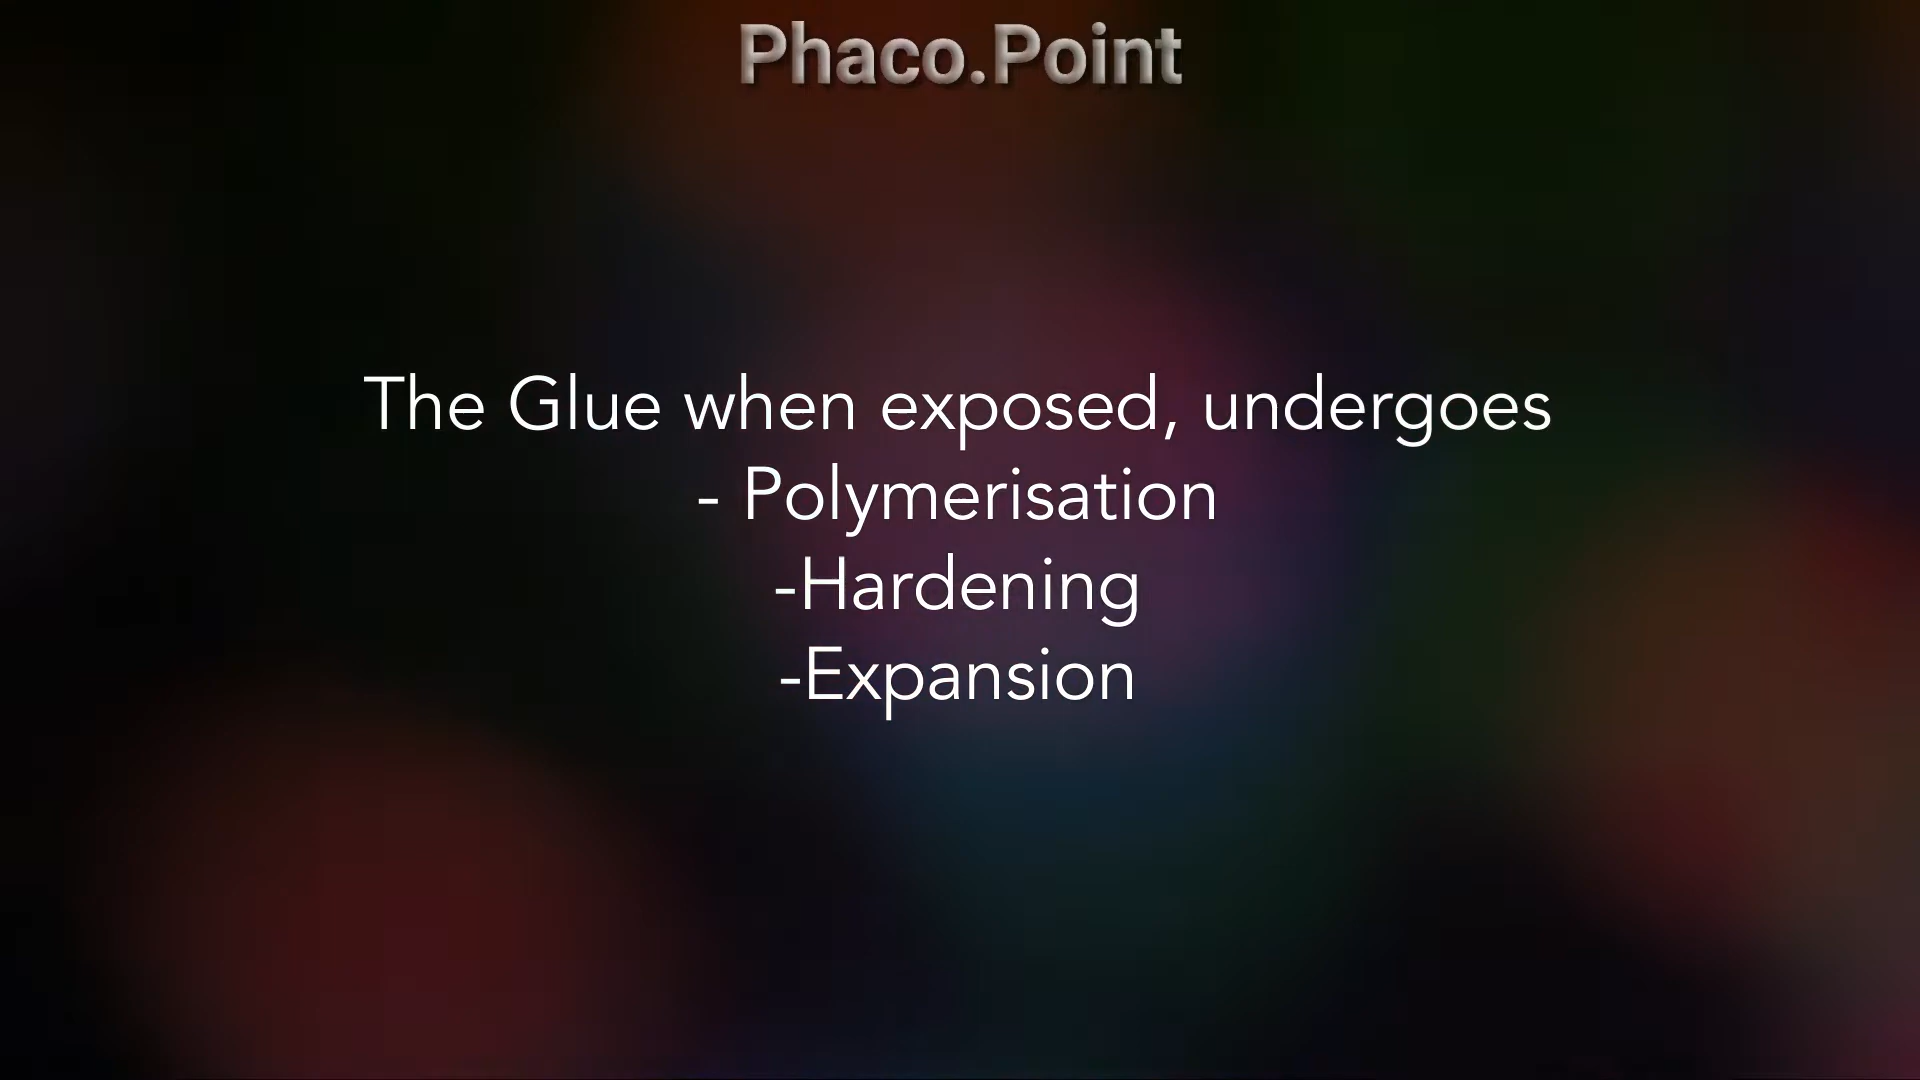 Phaco.Point
The Glue when exposed, undergoes
- Polymerisation
-Hardening
-Expansion